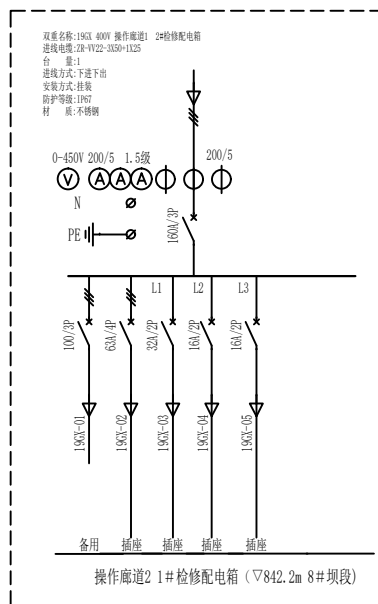 双重名称:19GX 400V 操作廊道1 2#检修配电箱
进线电缆:ZR-VV22-3X50+1X25
台 量:1
进线方式:下进下出
安装方式:挂装
防护等级:IP67
材 质:不锈钢
0-450V 200/5 1.5级 200/5
V A A A
N
PE
160A/3P
L1 L2 L3
100/3P 63A/4P 32A/2P 16A/2P 16A/2P
19GX-01 19GX-02 19GX-03 19GX-04 19GX-05
备用 插座 插座 插座 插座
操作廊道2 1#检修配电箱（▽842.2m 8#坝段)